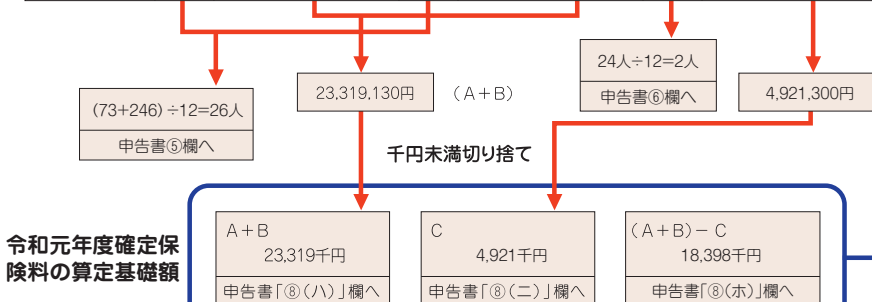 (73+246)÷12=26人
申告書⑤欄へ
23,319,130円
(A+B)
24人÷12=2人
申告書⑥欄へ
4,921,300円
千円未満切り捨て
令和元年度確定保
険料の算定基礎額
A+B
23,319千円
申告書「⑧(ハ)」欄へ
C
4,921千円
申告書「⑧(ニ)」欄へ
(A+B)-C
18,398千円
申告書「⑧(ホ)」欄へ